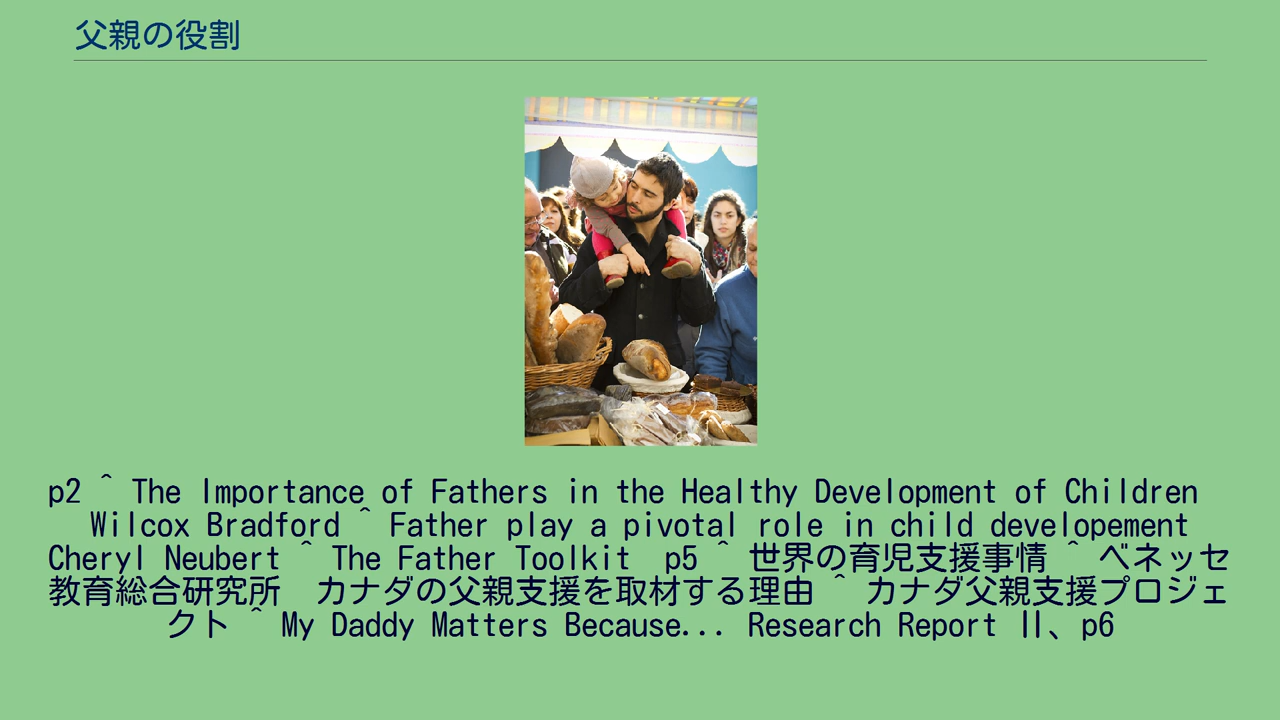 父親の役割
p2 ^ The Importance of Fathers in the Healthy Development of Children
Wilcox Bradford ^ Father play a pivotal role in child developement
Cheryl Neubert ^ The Father Toolkit　p5 ^ 世界の育児支援事情 ^ ベネッセ
教育総合研究所　カナダの父親支援を取材する理由 ^ カナダ父親支援プロジェ
クト ^ My Daddy Matters Because... Research Report II、p6